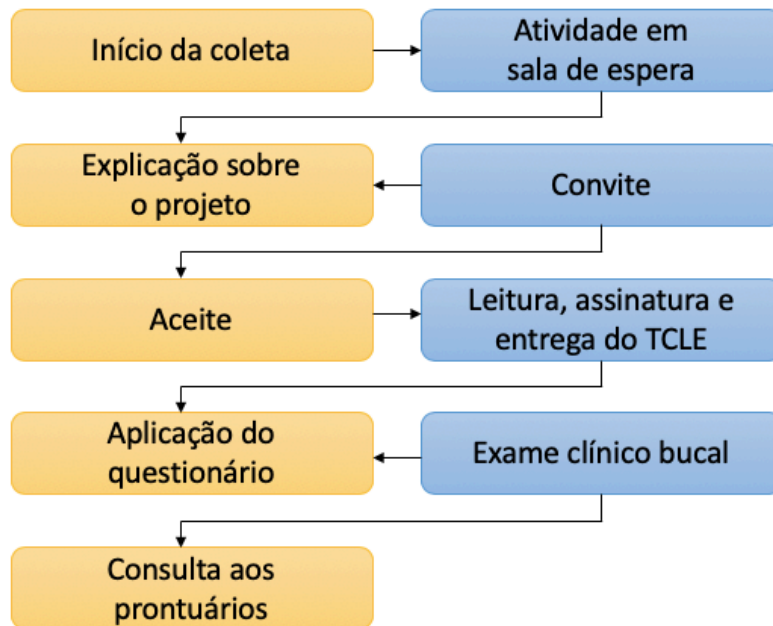 Início da coleta
Atividade em
sala de espera
Explicação sobre
o projeto
Convite
Aceite
Leitura, assinatura e
entrega do TCLE
Aplicação do
questionário
Exame clínico bucal
Consulta aos
prontuários